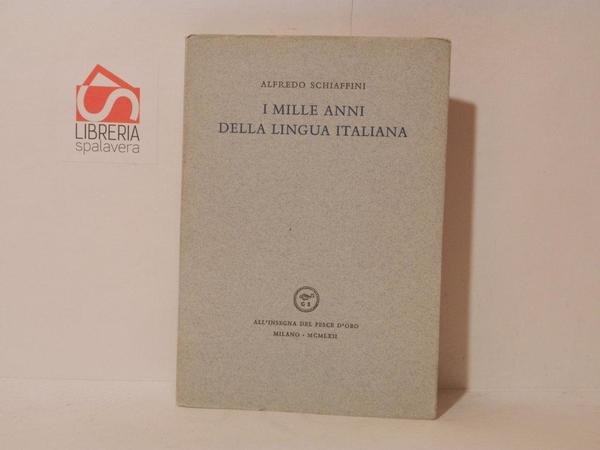 LIBRERIA
spalavera
ALFREDO SCHIAFFINI
I MILLE ANNI
DELLA LINGUA ITALIANA
G S
ALL'INSEGNA DEL PESCE D'ORO
MILANO - MCMLXII